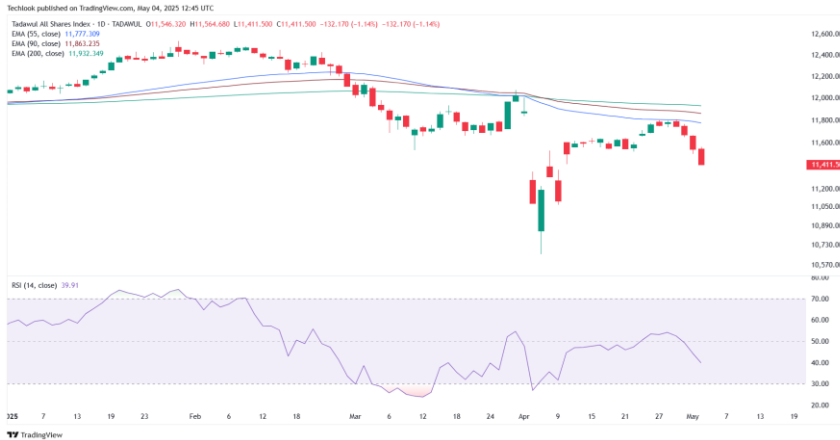 Techlook published on TradingView.com, May 04, 2025 12:45 UTC
Tadawul All Shares Index · 1D · TADAWUL O11,546.320 H11,564.680 L11,411.500 C11,411.500 -132.170 (-1.14%) -132.170 (-1.14%)
EMA (55, close) 11,777.309
EMA (90, close) 11,863.235
EMA (200, close) 11,932.349
12,600.00
12,400.00
12,200.00
12,000.00
11,800.00
11,600.00
11,411.50
11,200.00
11,050.00
10,890.00
10,730.00
10,570.00
RSI (14, close) 39.91
80.00
70.00
60.00
50.00
40.00
30.00
20.00
2025 7 13 19 23 Feb 6 12 18 Mar 6 12 18 24 Apr 9 15 21 27 May 7 13 19
TradingView